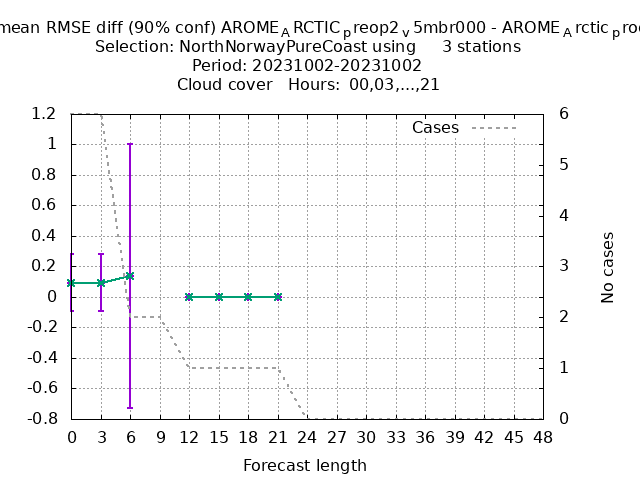 mean RMSE diff (90% conf) AROME_ARCTIC_preop2_v5mbr000 - AROME_Arctic_pro
Selection: NorthNorwayPureCoast using 3 stations
Period: 20231002-20231002
Cloud cover Hours: 00,03,...,21
Cases
1.2
1
0.8
0.6
0.4
0.2
0
-0.2
-0.4
-0.6
-0.8
6
5
4
3
2
1
0
No cases
0 3 6 9 12 15 18 21 24 27 30 33 36 39 42 45 48
Forecast length